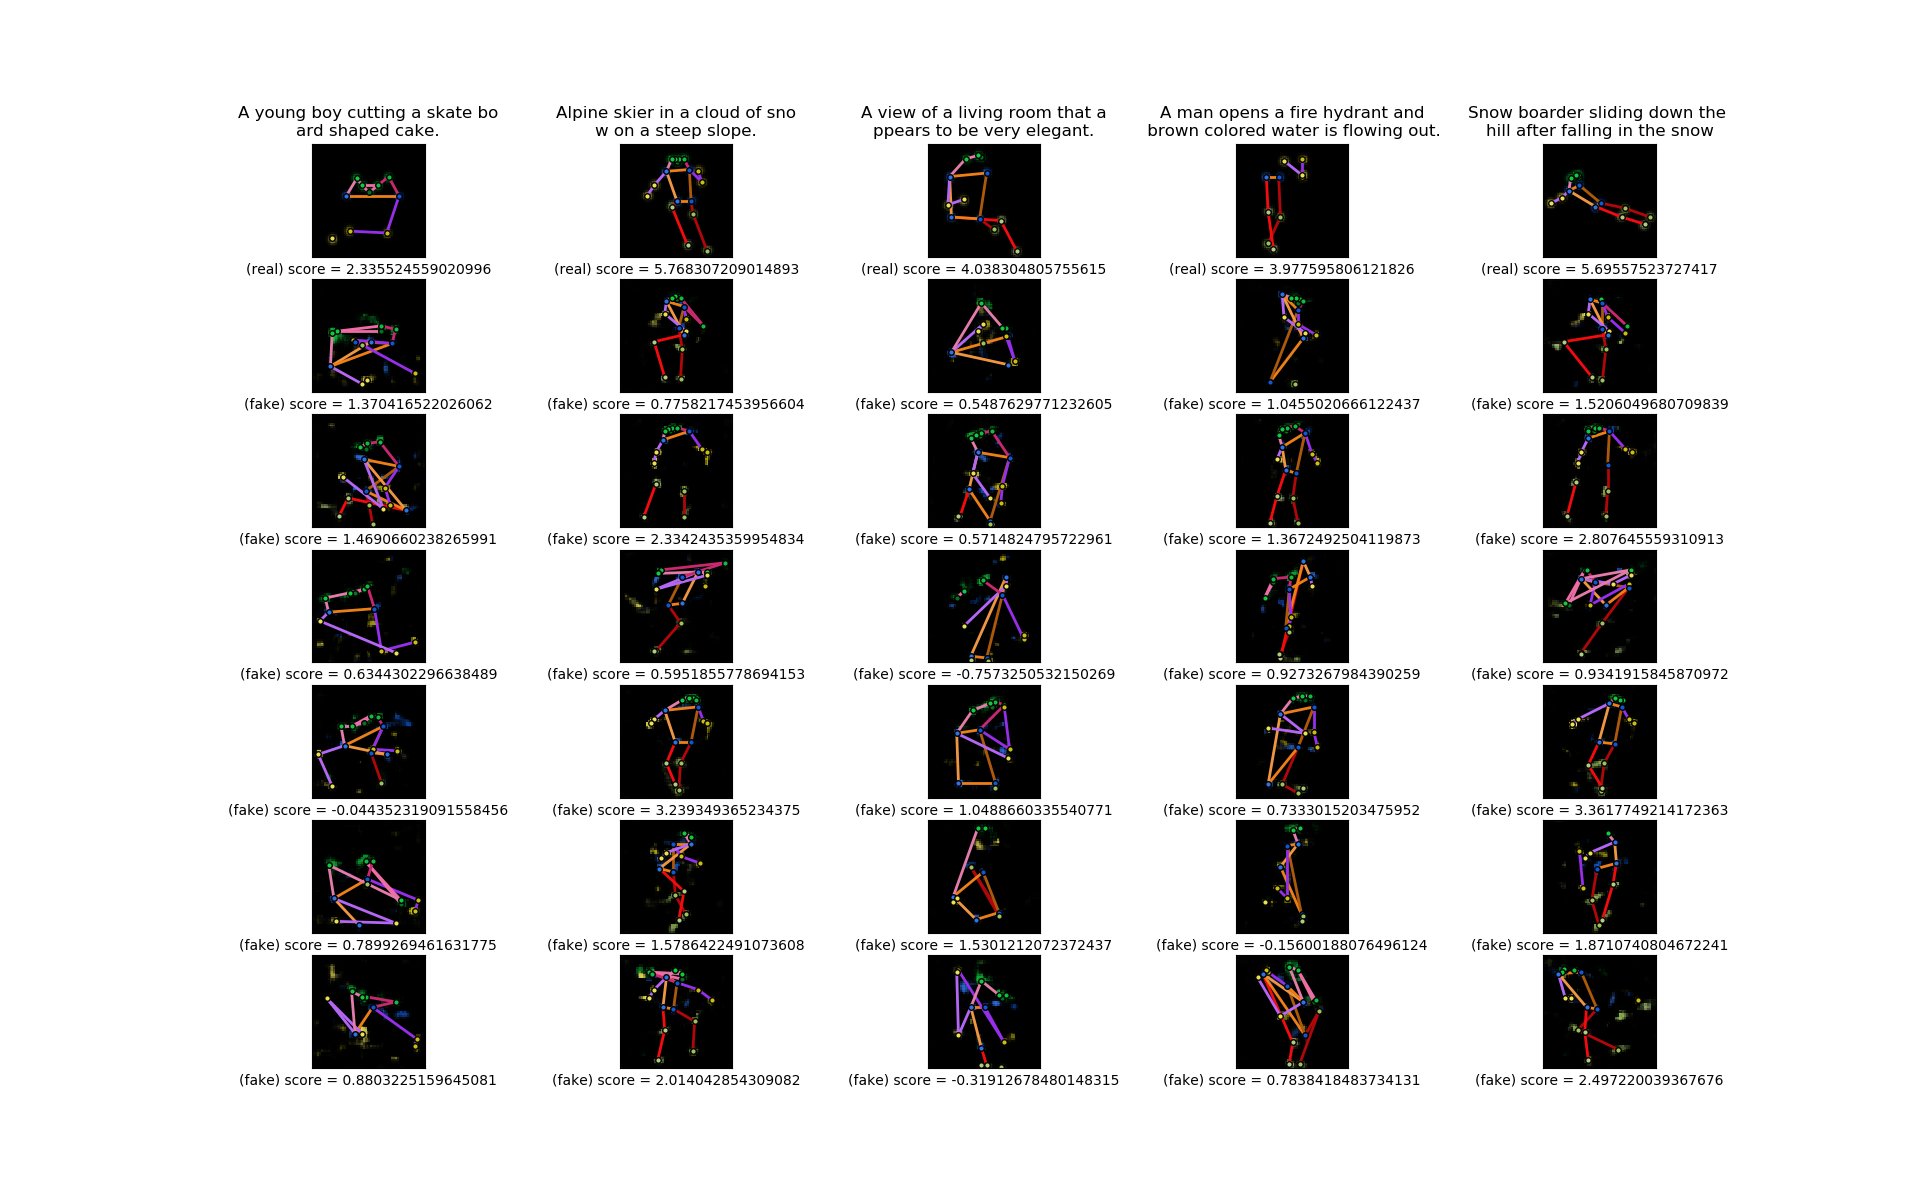 A young boy cutting a skate bo
ard shaped cake.
Alpine skier in a cloud of sno
w on a steep slope.
A view of a living room that a
ppears to be very elegant.
A man opens a fire hydrant and
brown colored water is flowing out.
Snow boarder sliding down the
hill after falling in the snow
(real) score = 2.335524559020996
(real) score = 5.768307209014893
(real) score = 4.038304805755615
(real) score = 3.977595806121826
(real) score = 5.69557523727417
(fake) score = 1.370416522026062
(fake) score = 0.7758217453956604
(fake) score = 0.5487629771232605
(fake) score = 1.0455020666122437
(fake) score = 1.5206049680709839
(fake) score = 1.4690660238265991
(fake) score = 2.3342435359954834
(fake) score = 0.5714824795722961
(fake) score = 1.3672492504119873
(fake) score = 2.807645559310913
(fake) score = 0.6344302296638489
(fake) score = 0.5951855778694153
(fake) score = -0.7573250532150269
(fake) score = 0.9273267984390259
(fake) score = 0.9341915845870972
(fake) score = -0.044352319091558456
(fake) score = 3.239349365234375
(fake) score = 1.0488660335540771
(fake) score = 0.7333015203475952
(fake) score = 3.3617749214172363
(fake) score = 0.7899269461631775
(fake) score = 1.5786422491073608
(fake) score = 1.5301212072372437
(fake) score = -0.15600188076496124
(fake) score = 1.8710740804672241
(fake) score = 0.8803225159645081
(fake) score = 2.014042854309082
(fake) score = -0.31912678480148315
(fake) score = 0.7838418483734131
(fake) score = 2.497220039367676